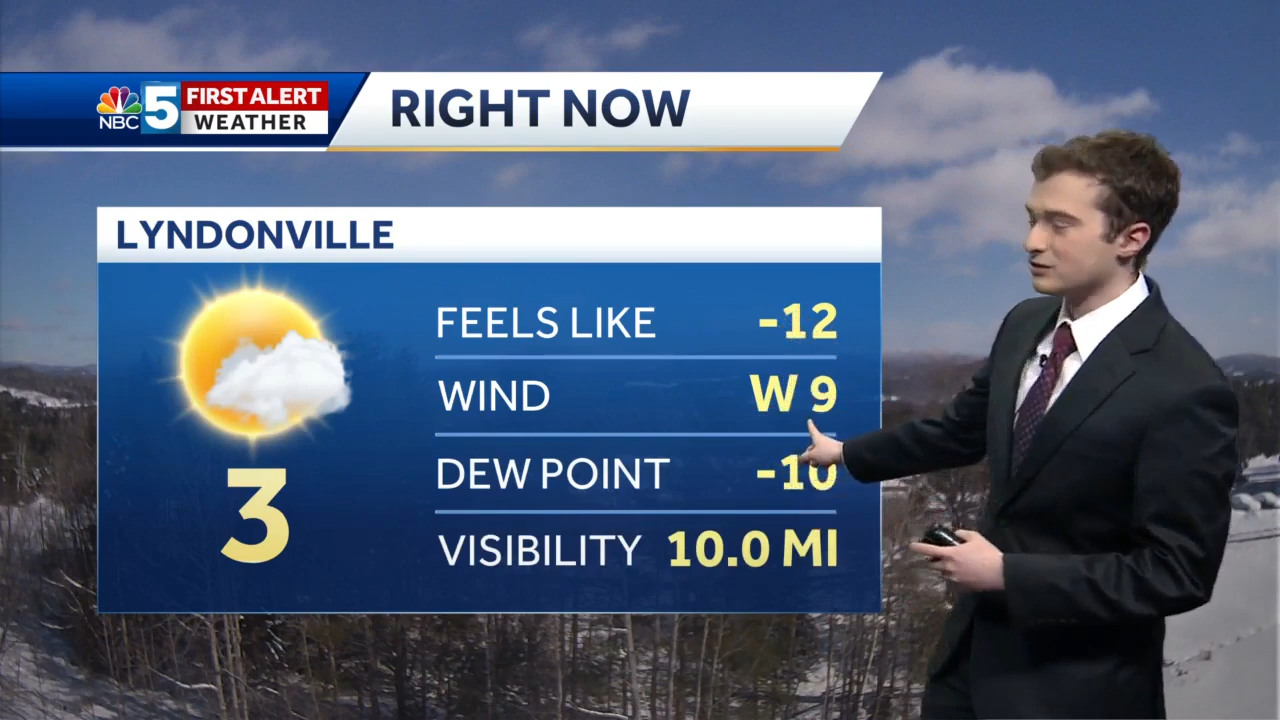 NBC 5 FIRST ALERT WEATHER
RIGHT NOW
LYNDONVILLE
3
FEELS LIKE -12
WIND W 9
DEW POINT -10
VISIBILITY 10.0 MI